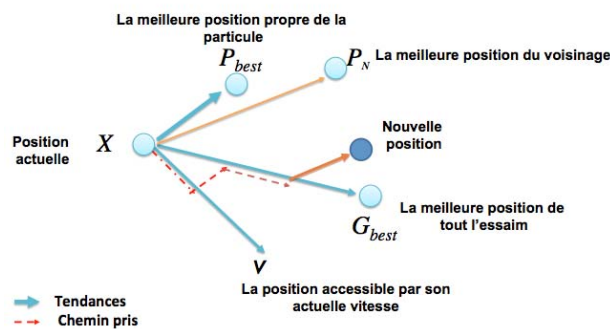 La meilleure position propre de la
particule
P_best
P_N
La meilleure position du voisinage
Position
actuelle
X
Nouvelle
position
La meilleure position de
tout l'essaim
G_best
V
La position accessible par son
actuelle vitesse
Tendances
Chemin pris